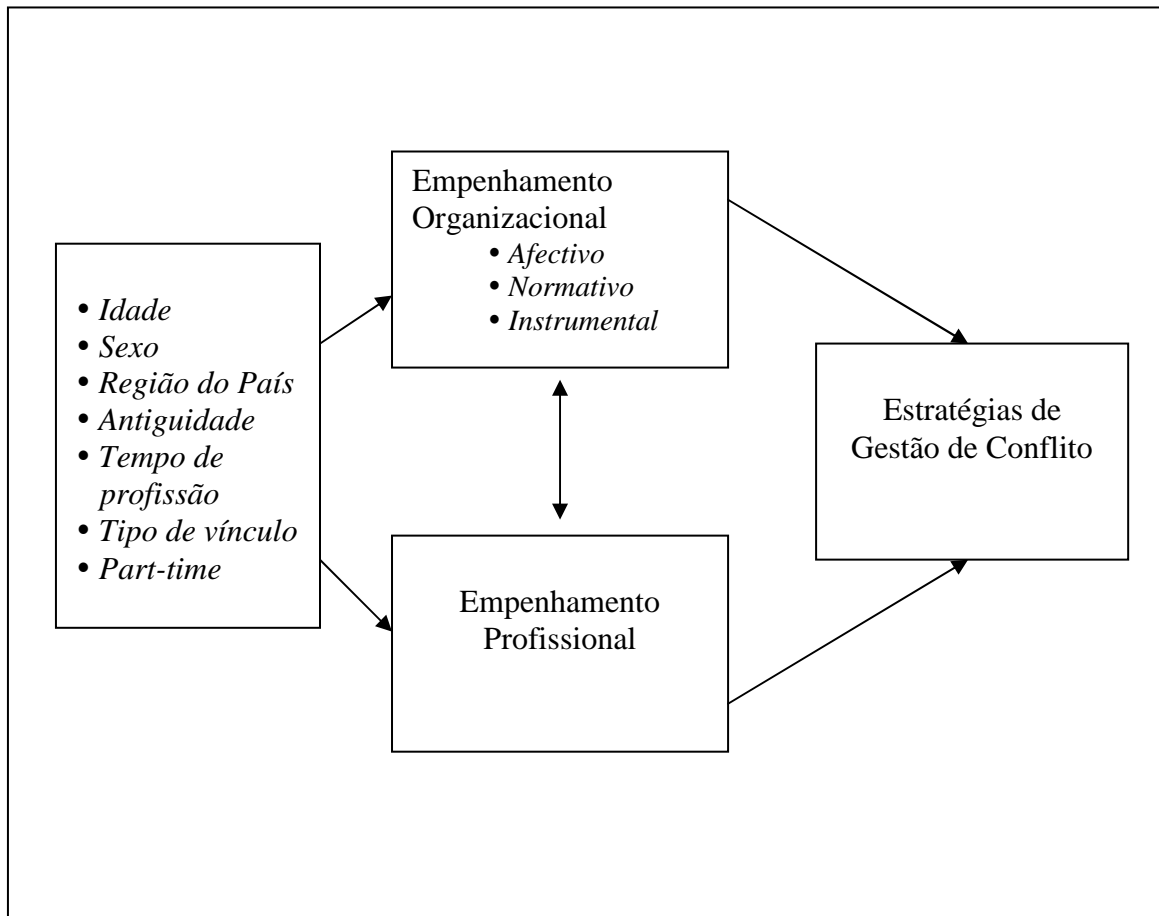 • Idade
• Sexo
• Região do País
• Antiguidade
• Tempo de
profissão
• Tipo de vínculo
• Part-time
Empenhamento
Organizacional
• Afectivo
• Normativo
• Instrumental
Empenhamento
Profissional
Estratégias de
Gestão de Conflito